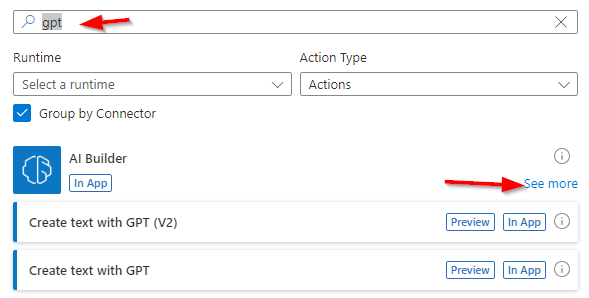 gpt
Runtime Action Type
Select a runtime Actions
Group by Connector
AI Builder
In App
See more
Create text with GPT (V2) Preview In App
Create text with GPT Preview In App